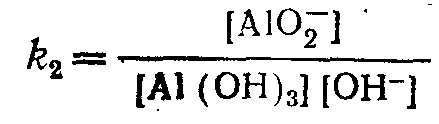 k₂ = [AlO₂⁻] / [Al (OH)₃] [OH⁻]